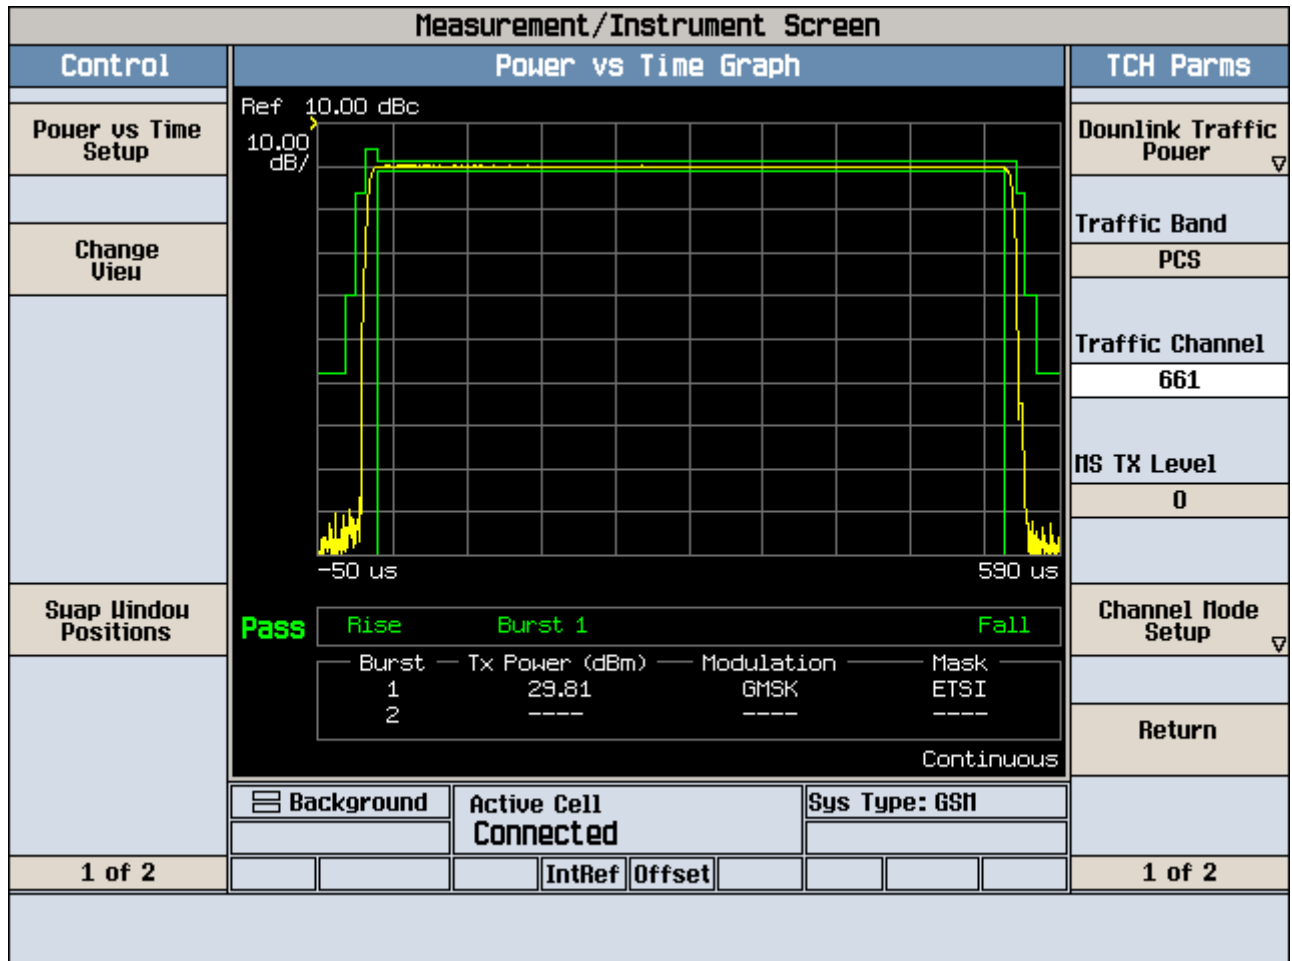 Measurement/Instrument Screen
Control
Power vs Time Graph
TCH Parms
Power vs Time
Setup
Change
View
Swap Window
Positions
1 of 2
Ref 10.00 dBc
10.00
dB/
-50 us
590 us
Pass
Rise
Burst 1
Fall
Burst
Tx Power (dBm)
Modulation
Mask
1
29.81
GMSK
ETSI
2
----
----
----
Continuous
Background
Active Cell
Connected
Sys Type: GSM
IntRef
Offset
Downlink Traffic
Power
Traffic Band
PCS
Traffic Channel
661
MS TX Level
0
Channel Mode
Setup
Return
1 of 2